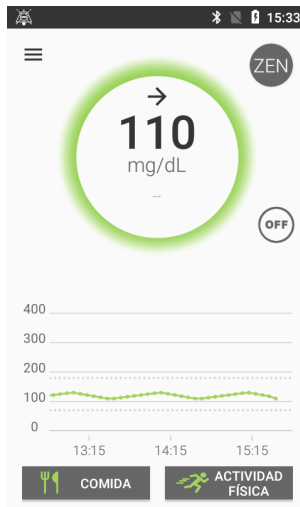 15:33
ZEN
110
mg/dL
--
OFF
400
300
200
100
0
13:15
14:15
15:15
COMIDA
ACTIVIDAD
FÍSICA